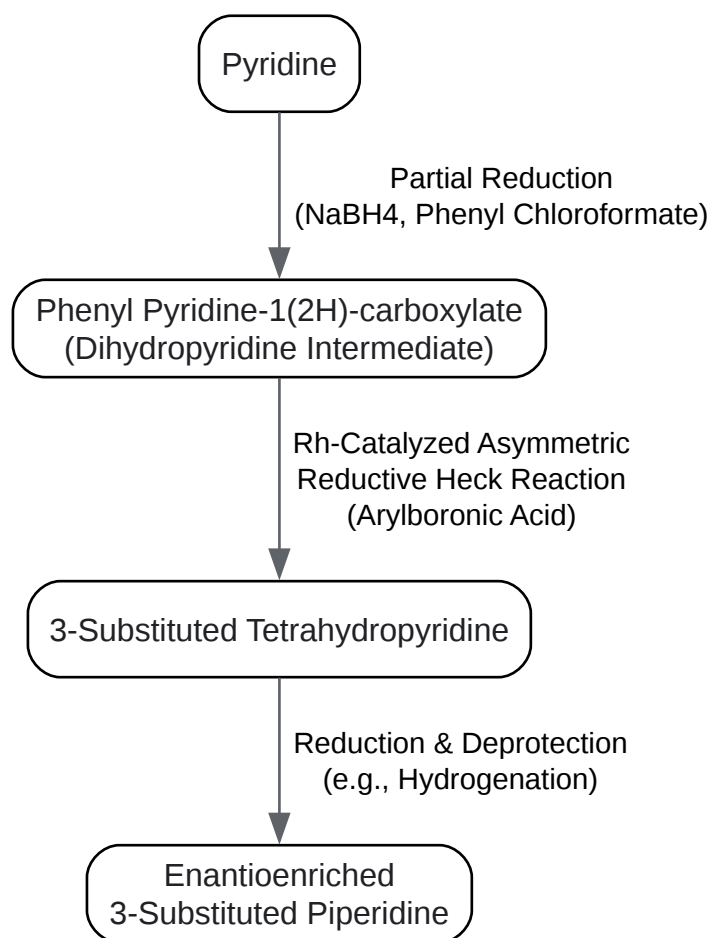 Pyridine
Partial Reduction
(NaBH4, Phenyl Chloroformate)
Phenyl Pyridine-1(2H)-carboxylate
(Dihydropyridine Intermediate)
Rh-Catalyzed Asymmetric
Reductive Heck Reaction
(Arylboronic Acid)
3-Substituted Tetrahydropyridine
Reduction & Deprotection
(e.g., Hydrogenation)
Enantioenriched
3-Substituted Piperidine